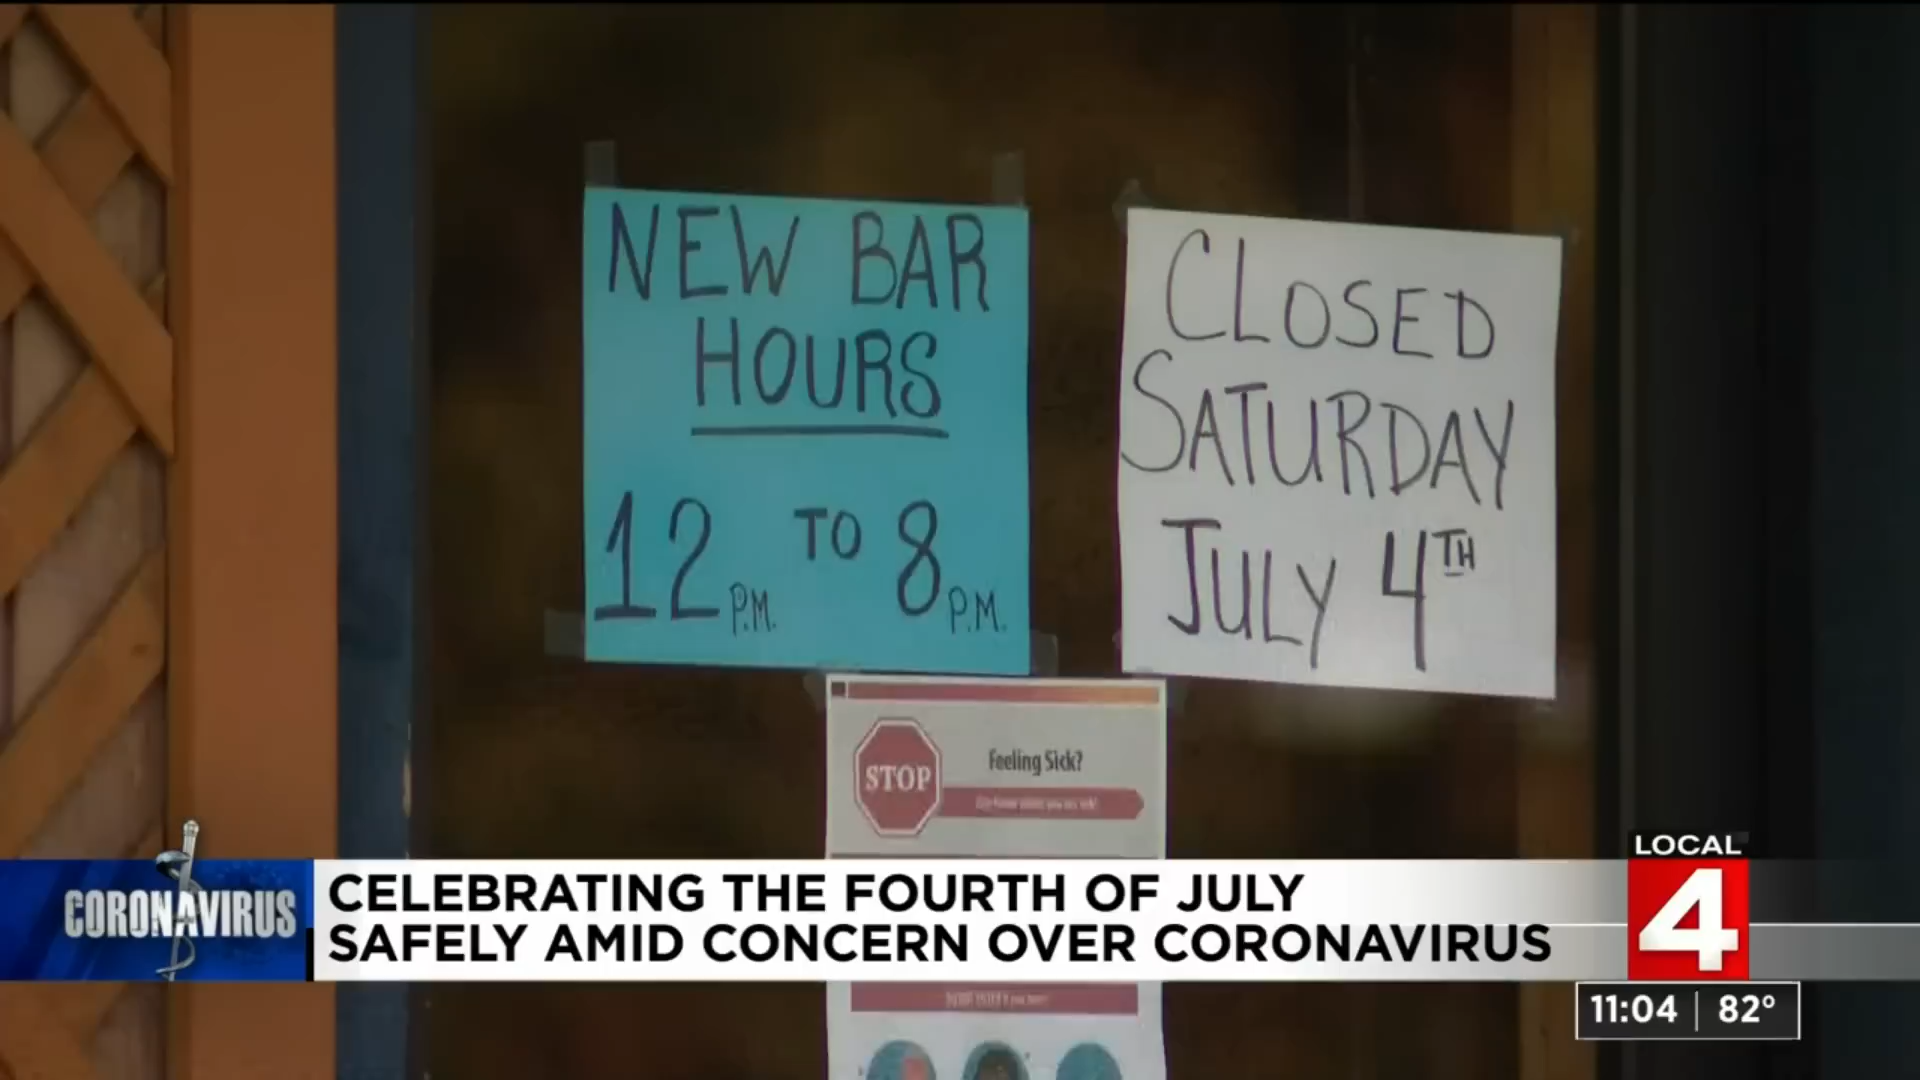 NEW BAR
HOURS
12 P.M. TO 8 P.M.
CLOSED
SATURDAY
JULY 4TH
STOP
Feeling Sick?
CORONAVIRUS
CELEBRATING THE FOURTH OF JULY
SAFELY AMID CONCERN OVER CORONAVIRUS
LOCAL
4
11:04 82°